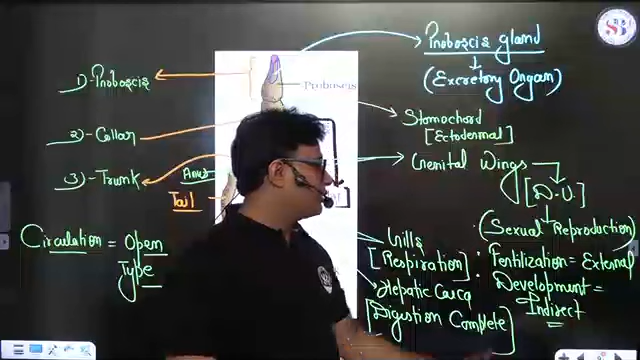 1) Proboscis
2) - Collar
3) - Trunk
Tail
Circulation = Open
Type
Proboscis
Proboscis gland
(Excretory Organ)
Stomochord
[Ectodermal]
Genital Wings
[D.U.]
(Sexual Reproduction)
: Fertilization = External
Development =
Indirect
Gills
[Respiration]
Hepatic Caeca
[Digestion Complete]